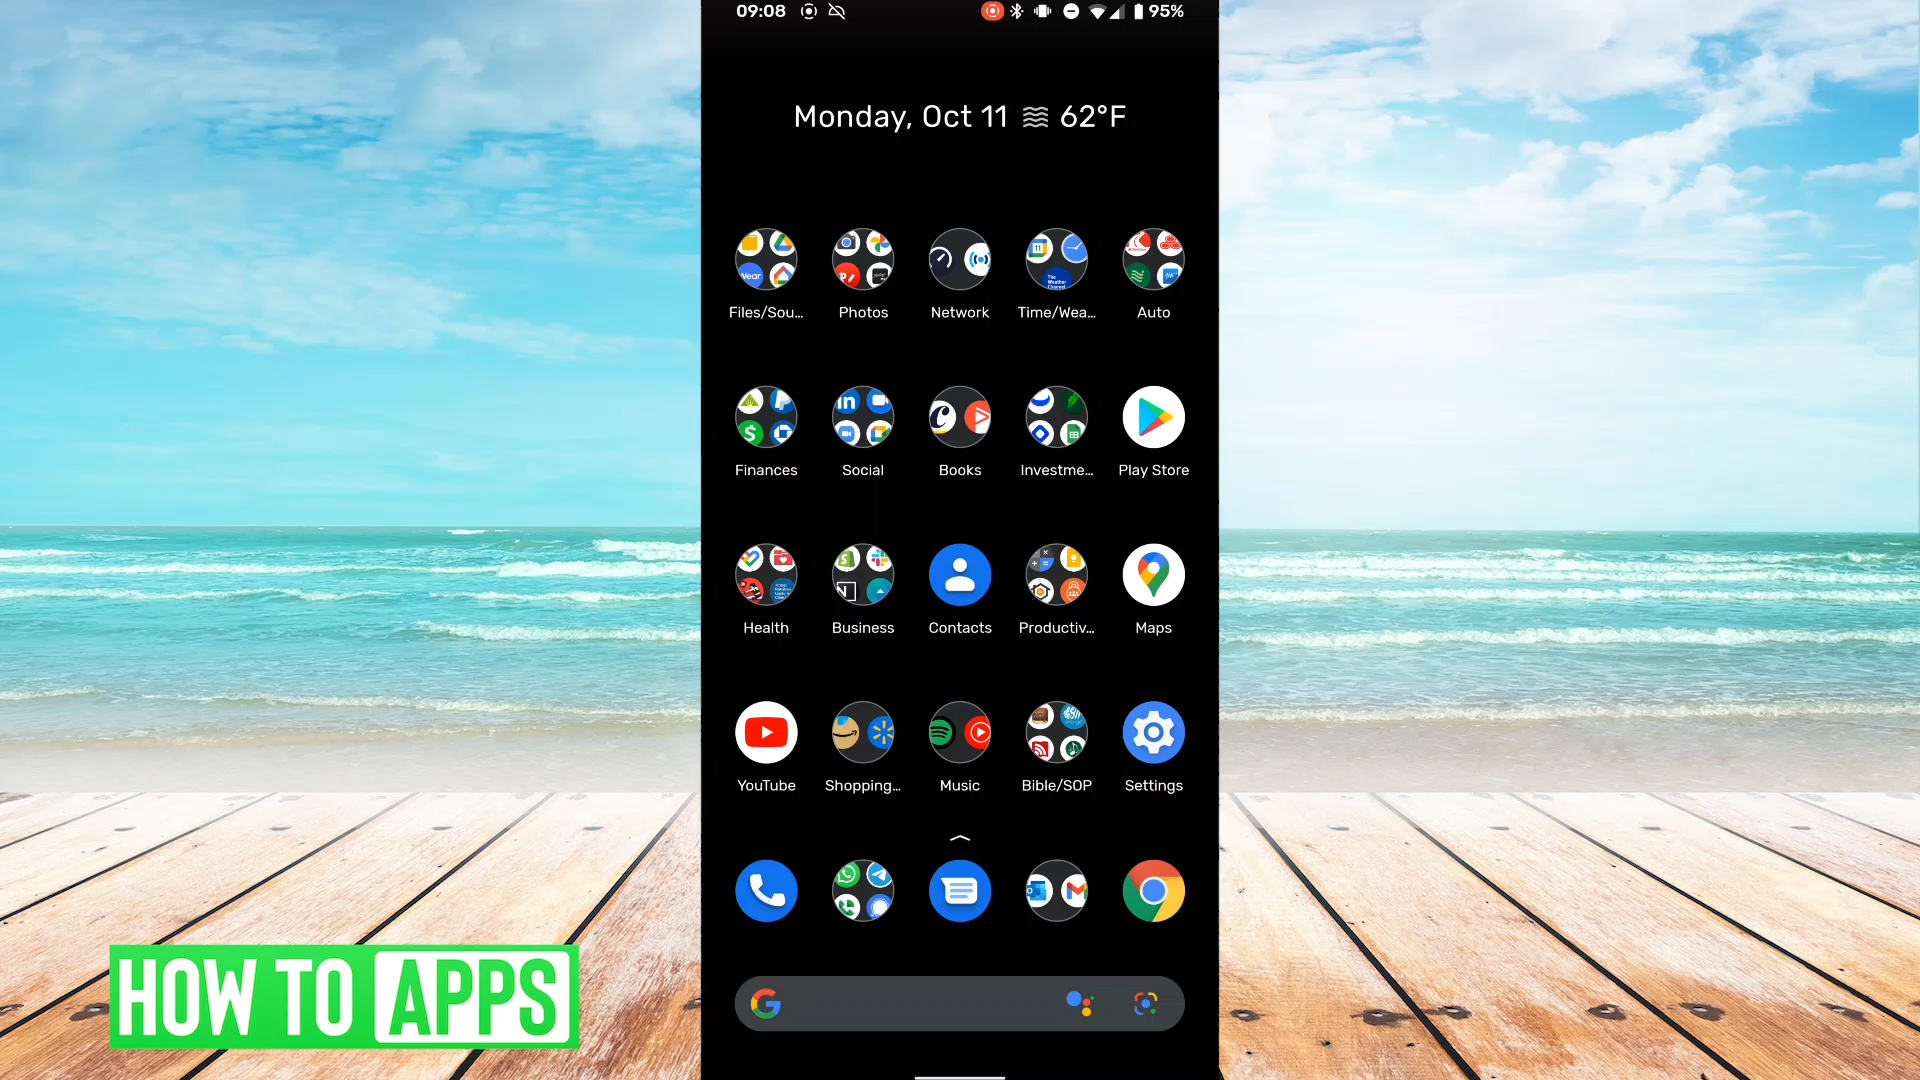 09:08 95%
Monday, Oct 11 62°F
Files/Sou... Photos Network Time/Wea... Auto
Finances Social Books Investme... Play Store
Health Business Contacts Productiv... Maps
YouTube Shopping... Music Bible/SOP Settings
HOW TO APPS